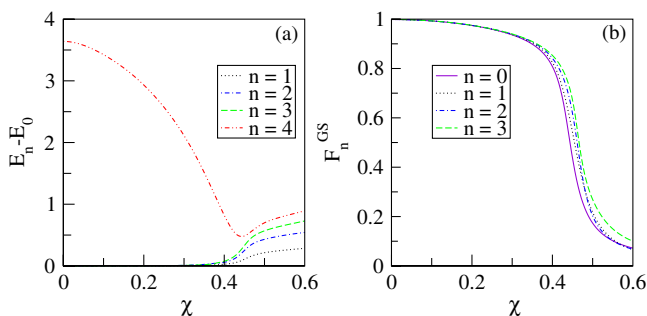 (a)
4
3
2
1
0
E_n-E_0
n = 1
n = 2
n = 3
n = 4
0
0.2
0.4
0.6
χ
(b)
1
0.8
0.6
0.4
0.2
0
F_n^GS
n = 0
n = 1
n = 2
n = 3
0
0.2
0.4
0.6
χ